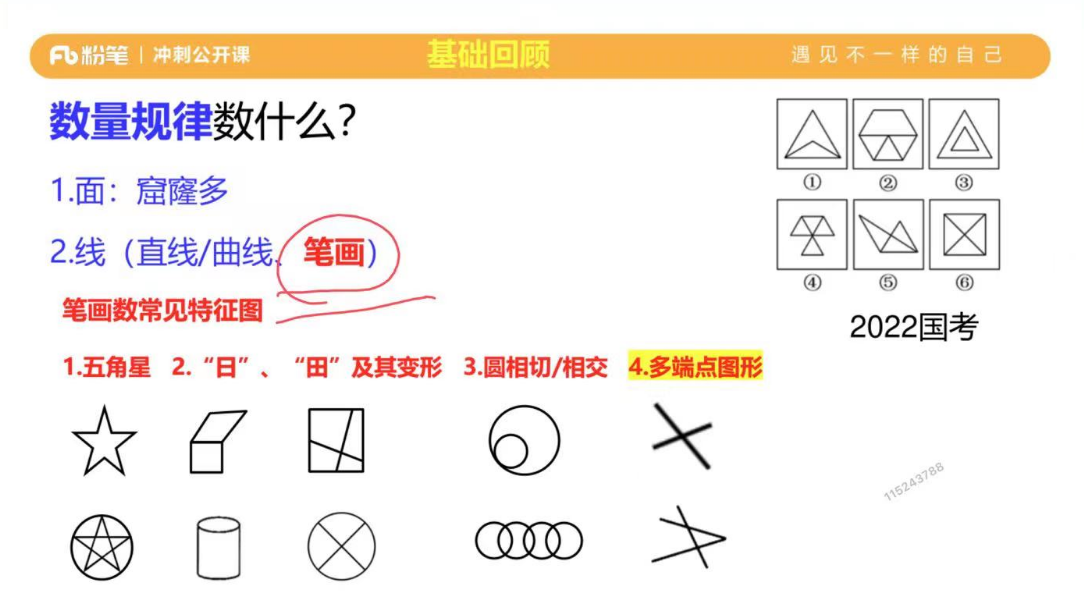 粉笔 | 冲刺公开课
基础回顾
遇见不一样的自己
数量规律数什么?
1.面：窟窿多
2.线（直线/曲线、笔画）
笔画数常见特征图
1.五角星 2.“日”、“田”及其变形 3.圆相切/相交 4.多端点图形
① ② ③
④ ⑤ ⑥
2022国考
115243788